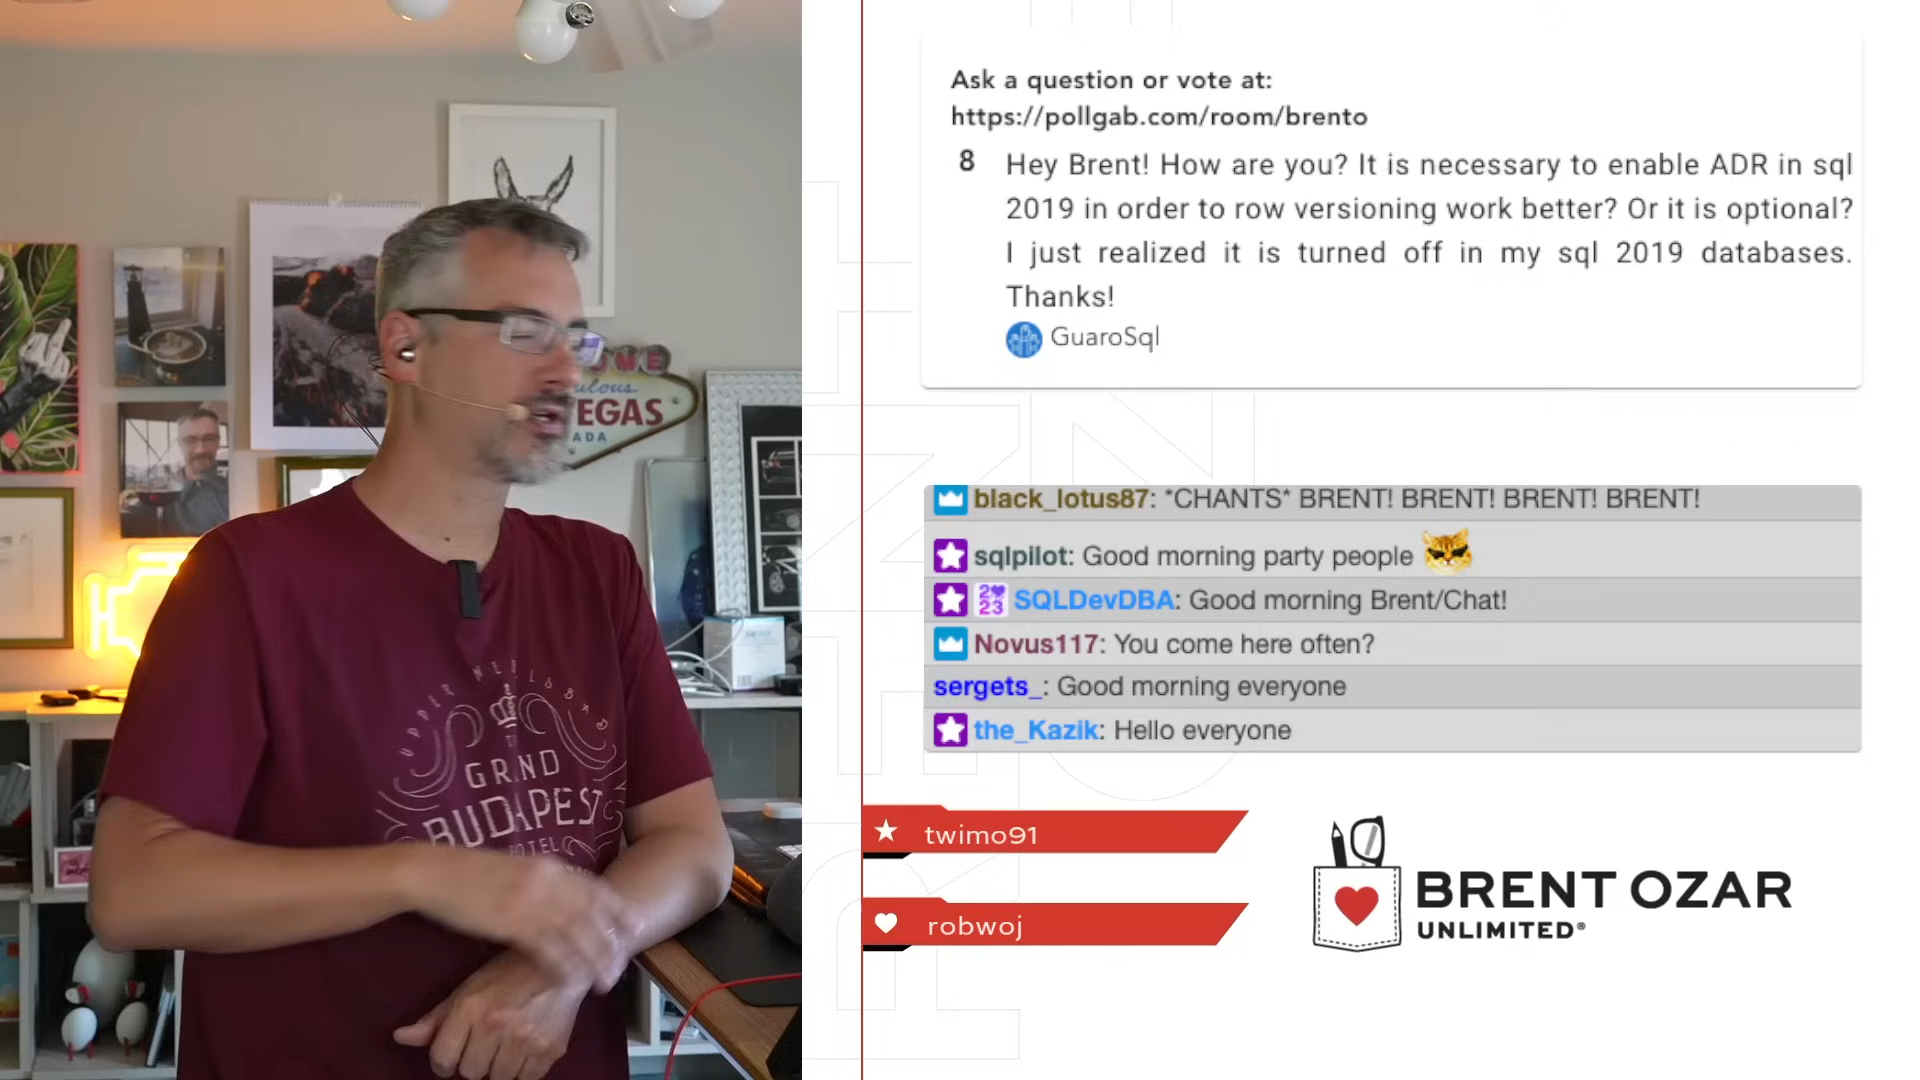 Ask a question or vote at:
https://pollgab.com/room/brento
8
Hey Brent! How are you? It is necessary to enable ADR in sql
2019 in order to row versioning work better? Or it is optional?
I just realized it is turned off in my sql 2019 databases.
Thanks!
GuaroSql
black_lotus87: *CHANTS* BRENT! BRENT! BRENT! BRENT!
sqlpilot: Good morning party people
SQLDevDBA: Good morning Brent/Chat!
Novus117: You come here often?
sergets_: Good morning everyone
the_Kazik: Hello everyone
twimo91
robwoj
BRENT OZAR
UNLIMITED®
VEGAS
GRAND
BUDAPEST